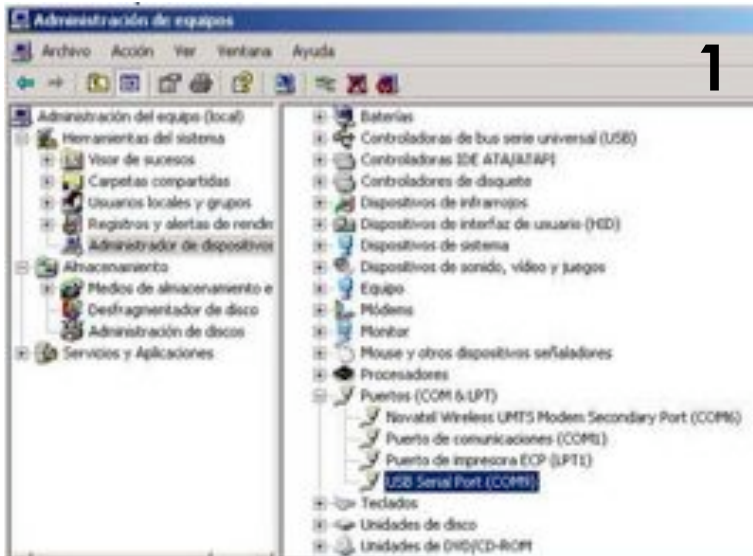 Administración de equipos
Archivo Acción Ver Ventana Ayuda
1
Administración del equipo (local)
Herramientas del sistema
Visor de sucesos
Carpetas compartidas
Usuarios locales y grupos
Registros y alertas de rendim
Administrador de dispositivos
Almacenamiento
Medios de almacenamiento e
Desfragmentador de disco
Administración de discos
Servicios y Aplicaciones
Baterías
Controladoras de bus serie universal (USB)
Controladoras IDE ATA/ATAPI
Controladores de disquete
Dispositivos de infrarrojos
Dispositivos de interfaz de usuario (HID)
Dispositivos de sistema
Dispositivos de sonido, vídeo y juegos
Equipo
Módems
Monitor
Mouse y otros dispositivos señaladores
Procesadores
Puertos (COM & LPT)
Novatel Wireless UMTS Modem Secondary Port (COM6)
Puerto de comunicaciones (COM1)
Puerto de impresora ECP (LPT1)
USB Serial Port (COM9)
Teclados
Unidades de disco
Unidades de DVD/CD-ROM